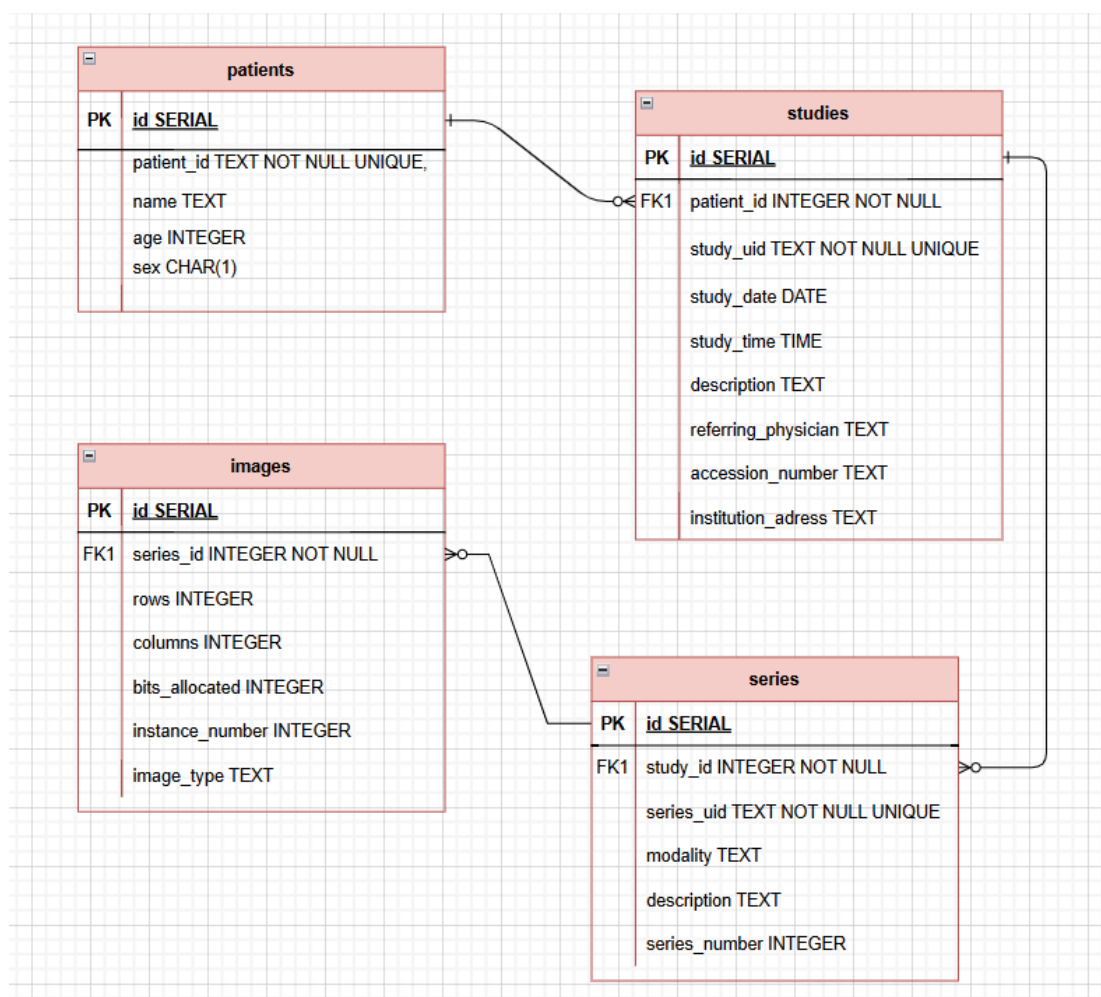 patients
PK id SERIAL
patient_id TEXT NOT NULL UNIQUE,
name TEXT
age INTEGER
sex CHAR(1)
studies
PK id SERIAL
FK1 patient_id INTEGER NOT NULL
study_uid TEXT NOT NULL UNIQUE
study_date DATE
study_time TIME
description TEXT
referring_physician TEXT
accession_number TEXT
institution_adress TEXT
images
PK id SERIAL
FK1 series_id INTEGER NOT NULL
rows INTEGER
columns INTEGER
bits_allocated INTEGER
instance_number INTEGER
image_type TEXT
series
PK id SERIAL
FK1 study_id INTEGER NOT NULL
series_uid TEXT NOT NULL UNIQUE
modality TEXT
description TEXT
series_number INTEGER